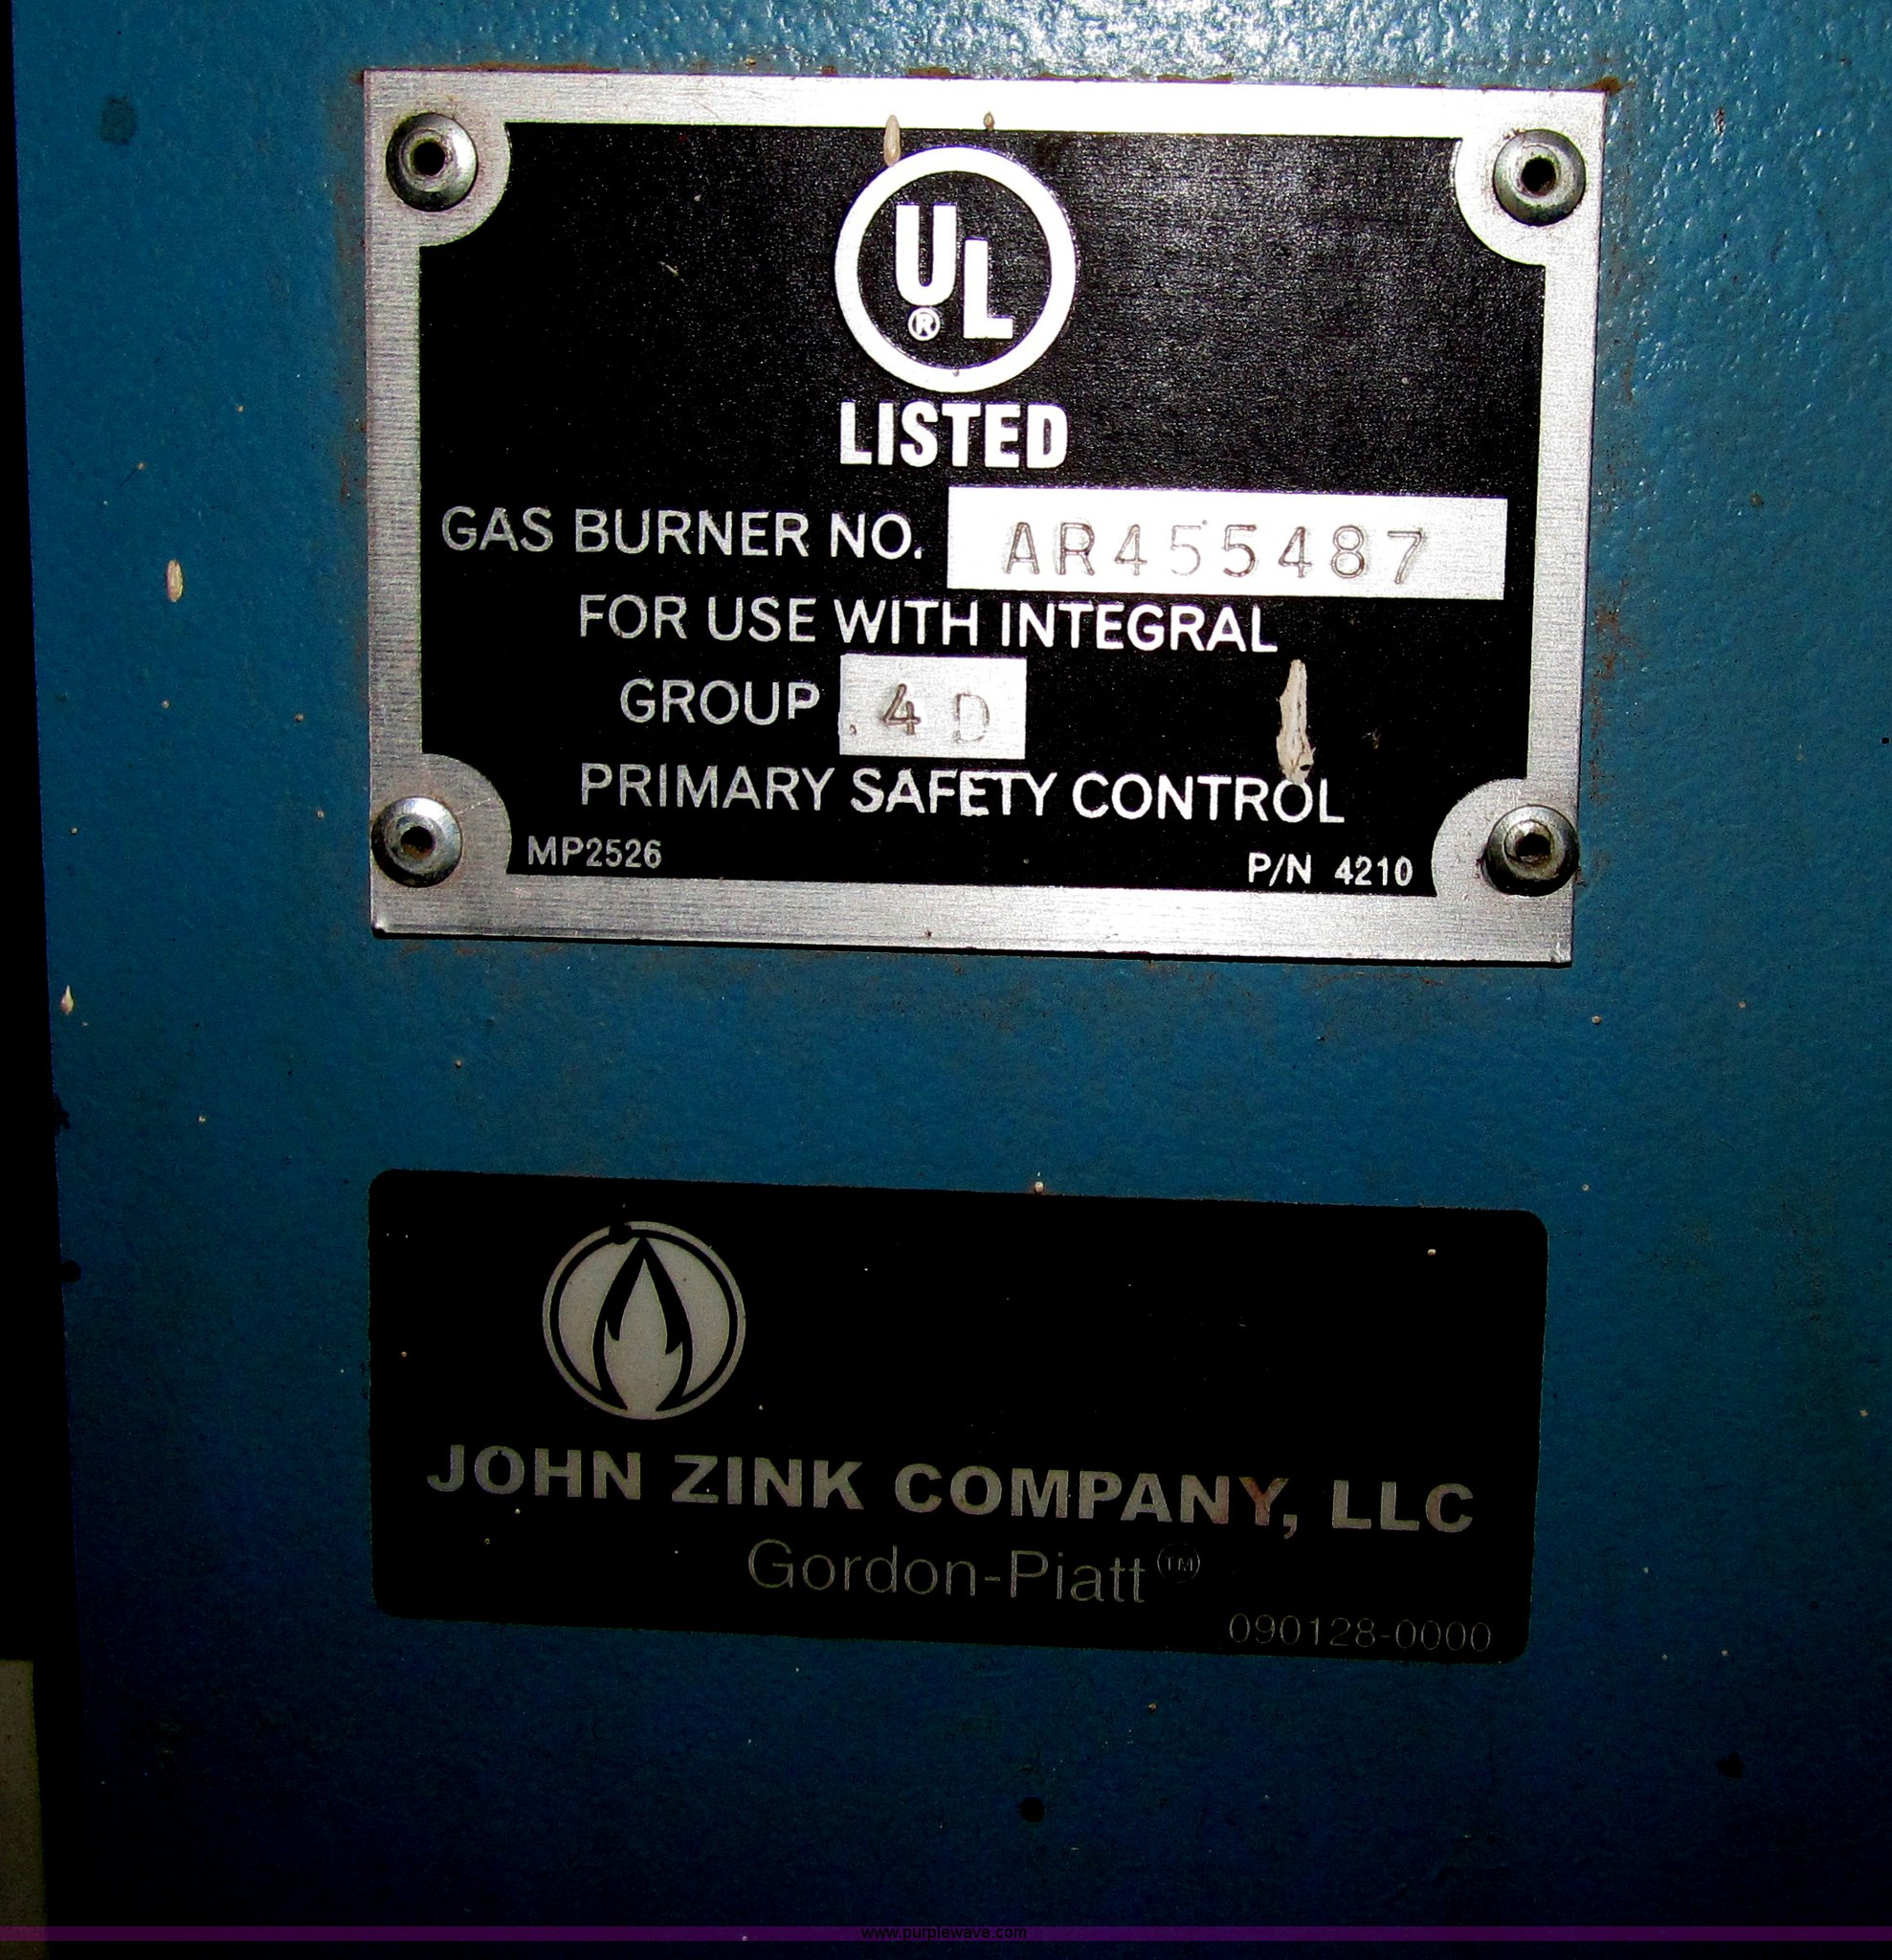 UL
®
LISTED
GAS BURNER NO. AR455487
FOR USE WITH INTEGRAL
GROUP .4 D
PRIMARY SAFETY CONTROL
MP2526 P/N 4210
JOHN ZINK COMPANY, LLC
Gordon-Piatt™
090128-0000
www.purplewave.com